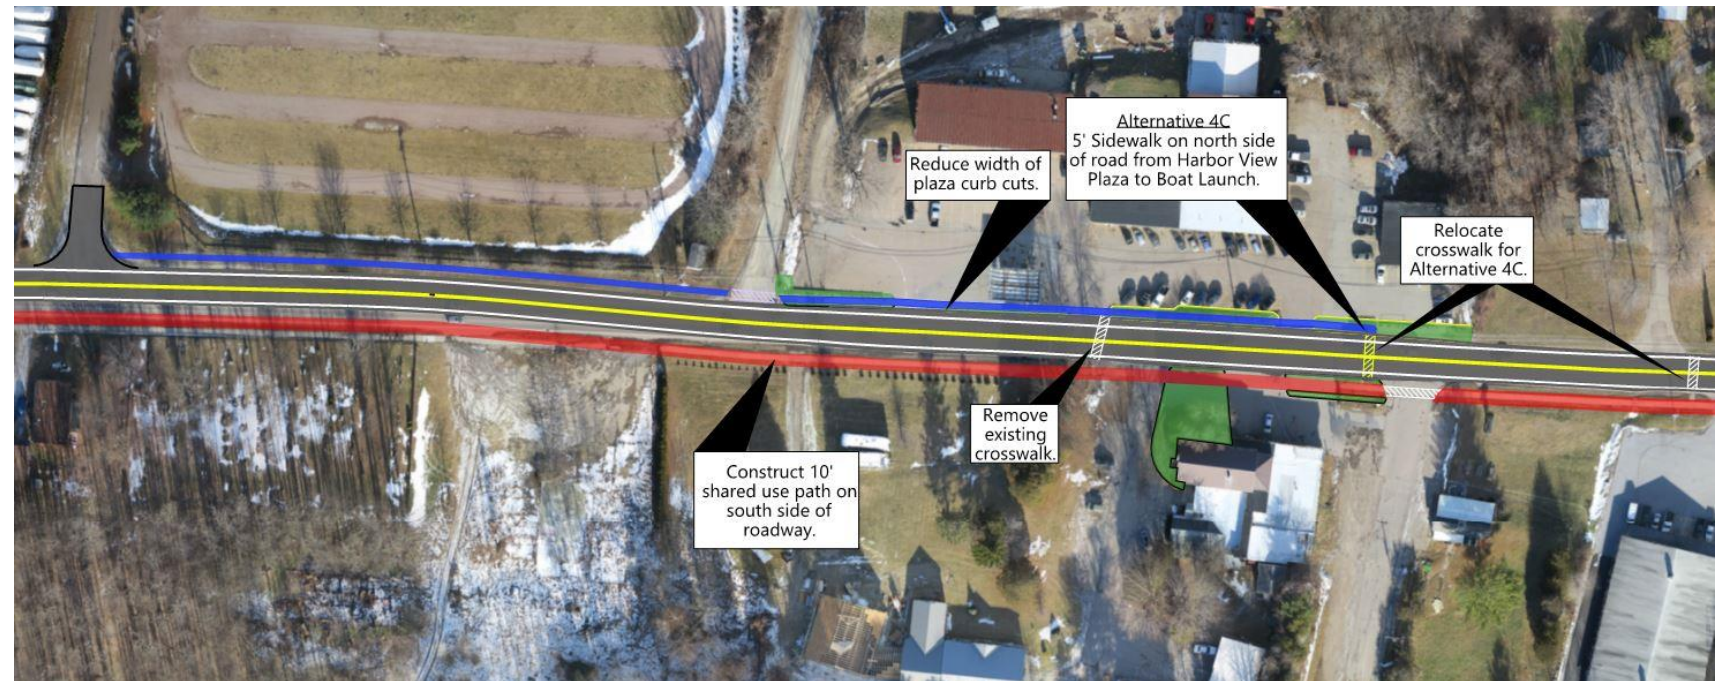 Alternative 4C
5' Sidewalk on north side
of road from Harbor View
Plaza to Boat Launch.
Reduce width of
plaza curb cuts.
Relocate
crosswalk for
Alternative 4C.
Remove
existing
crosswalk.
Construct 10'
shared use path on
south side of
roadway.